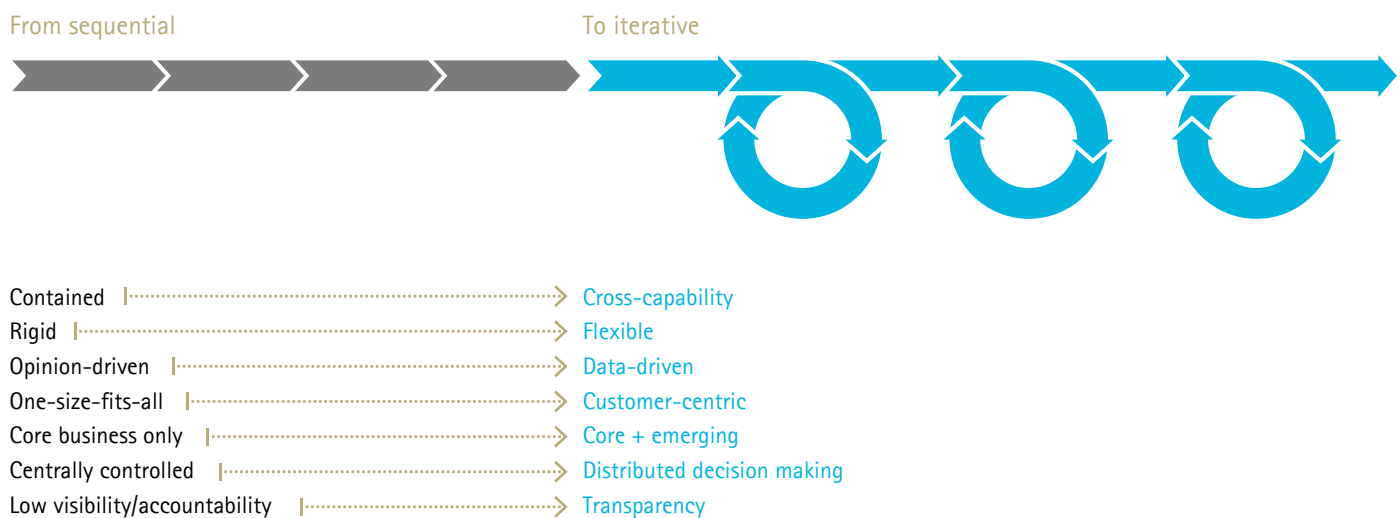 From sequential
To iterative
Contained
Cross-capability
Rigid
Flexible
Opinion-driven
Data-driven
One-size-fits-all
Customer-centric
Core business only
Core + emerging
Centrally controlled
Distributed decision making
Low visibility/accountability
Transparency